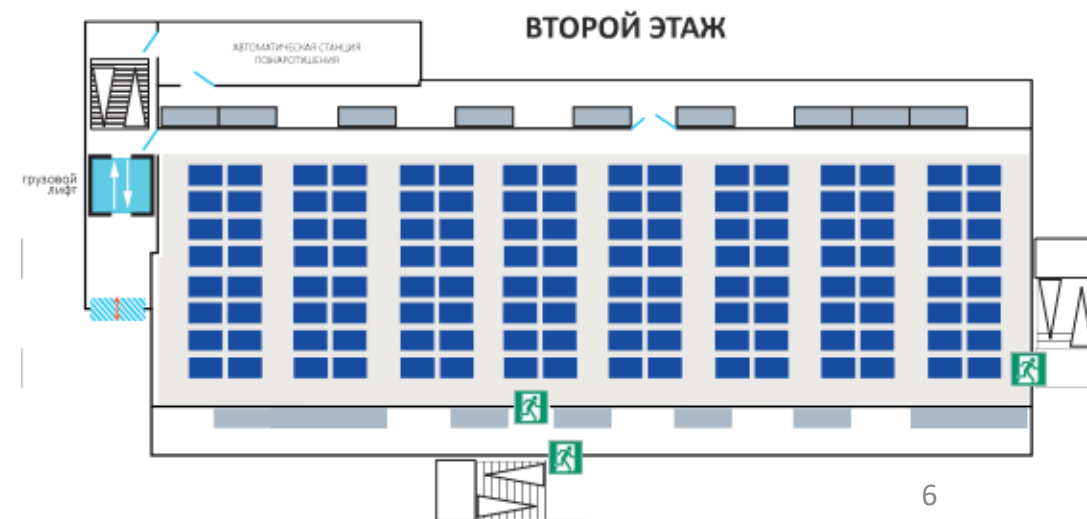 ВТОРОЙ ЭТАЖ
АВТОМАТИЧЕСКАЯ СТАНЦИЯ
ПОЖАРОТУШЕНИЯ
грузовой
лифт
6